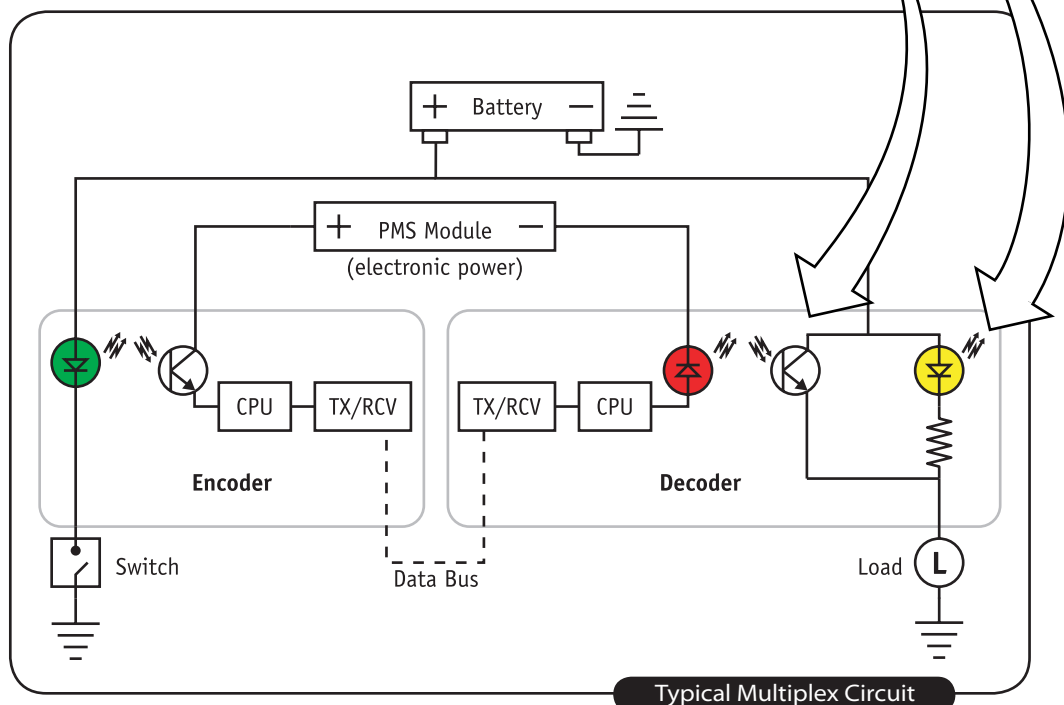 + Battery −
+ PMS Module −
(electronic power)
CPU
TX/RCV
TX/RCV
CPU
Encoder
Decoder
Switch
Data Bus
Load
L
Typical Multiplex Circuit